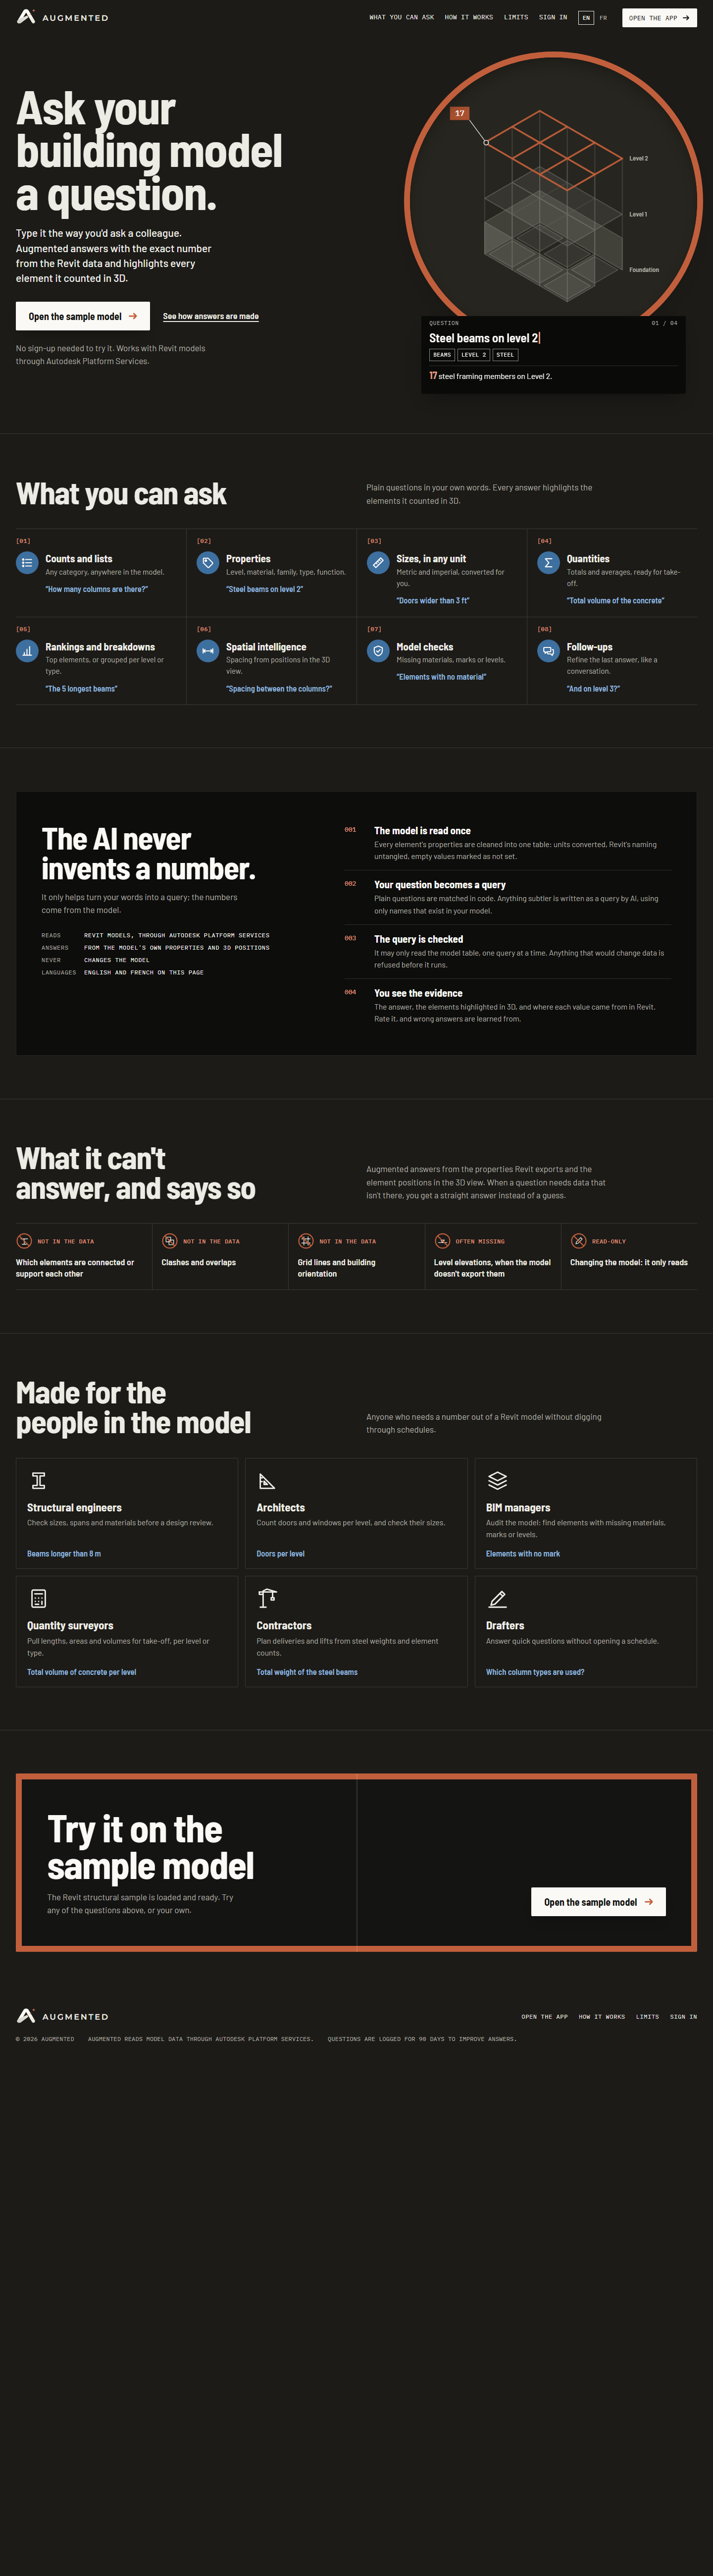 AUGMENTED
WHAT YOU CAN ASK
HOW IT WORKS
LIMITS
SIGN IN
EN
FR
OPEN THE APP
Ask your
building model
a question.
Type it the way you'd ask a colleague.
Augmented answers with the exact number
from the Revit data and highlights every
element it counted in 3D.
Open the sample model
See how answers are made
No sign-up needed to try it. Works with Revit models
through Autodesk Platform Services.
17
Level 2
Level 1
Foundation
QUESTION
01 / 04
Steel beams on level 2
BEAMS
LEVEL 2
STEEL
17 steel framing members on Level 2.
What you can ask
Plain questions in your own words. Every answer highlights the
elements it counted in 3D.
[01]
Counts and lists
Any category, anywhere in the model.
"How many columns are there?"
[02]
Properties
Level, material, family, type, function.
"Steel beams on level 2"
[03]
Sizes, in any unit
Metric and imperial, converted for
you.
"Doors wider than 3 ft"
[04]
Quantities
Totals and averages, ready for take-
off.
"Total volume of the concrete"
[05]
Rankings and breakdowns
Top elements, or grouped per level or
type.
"The 5 longest beams"
[06]
Spatial intelligence
Spacing from positions in the 3D
view.
"Spacing between the columns?"
[07]
Model checks
Missing materials, marks or levels.
"Elements with no material"
[08]
Follow-ups
Refine the last answer, like a
conversation.
"And on level 3?"
The AI never
invents a number.
It only helps turn your words into a query; the numbers
come from the model.
READS REVIT MODELS, THROUGH AUTODESK PLATFORM SERVICES
ANSWERS FROM THE MODEL'S OWN PROPERTIES AND 3D POSITIONS
NEVER CHANGES THE MODEL
LANGUAGES ENGLISH AND FRENCH ON THIS PAGE
001
The model is read once
Every element's properties are cleaned into one table: units converted, Revit's naming
untangled, empty values marked as not set.
002
Your question becomes a query
Plain questions are matched in code. Anything subtler is written as a query by AI, using
only names that exist in your model.
003
The query is checked
It may only read the model table, one query at a time. Anything that would change data is
refused before it runs.
004
You see the evidence
The answer, the elements highlighted in 3D, and where each value came from in Revit.
Rate it, and wrong answers are learned from.
What it can't
answer, and says so
Augmented answers from the properties Revit exports and the
element positions in the 3D view. When a question needs data that
isn't there, you get a straight answer instead of a guess.
NOT IN THE DATA
Which elements are connected or
support each other
NOT IN THE DATA
Clashes and overlaps
NOT IN THE DATA
Grid lines and building
orientation
OFTEN MISSING
Level elevations, when the model
doesn't export them
READ-ONLY
Changing the model: it only reads
Made for the
people in the model
Anyone who needs a number out of a Revit model without digging
through schedules.
Structural engineers
Check sizes, spans and materials before a design review.
Beams longer than 8 m
Architects
Count doors and windows per level, and check their sizes.
Doors per level
BIM managers
Audit the model: find elements with missing materials,
marks or levels.
Elements with no mark
Quantity surveyors
Pull lengths, areas and volumes for take-off, per level or
type.
Total volume of concrete per level
Contractors
Plan deliveries and lifts from steel weights and element
counts.
Total weight of the steel beams
Drafters
Answer quick questions without opening a schedule.
Which column types are used?
Try it on the
sample model
The Revit structural sample is loaded and ready. Try
any of the questions above, or your own.
Open the sample model
AUGMENTED
OPEN THE APP
HOW IT WORKS
LIMITS
SIGN IN
© 2026 AUGMENTED
AUGMENTED READS MODEL DATA THROUGH AUTODESK PLATFORM SERVICES.
QUESTIONS ARE LOGGED FOR 90 DAYS TO IMPROVE ANSWERS.